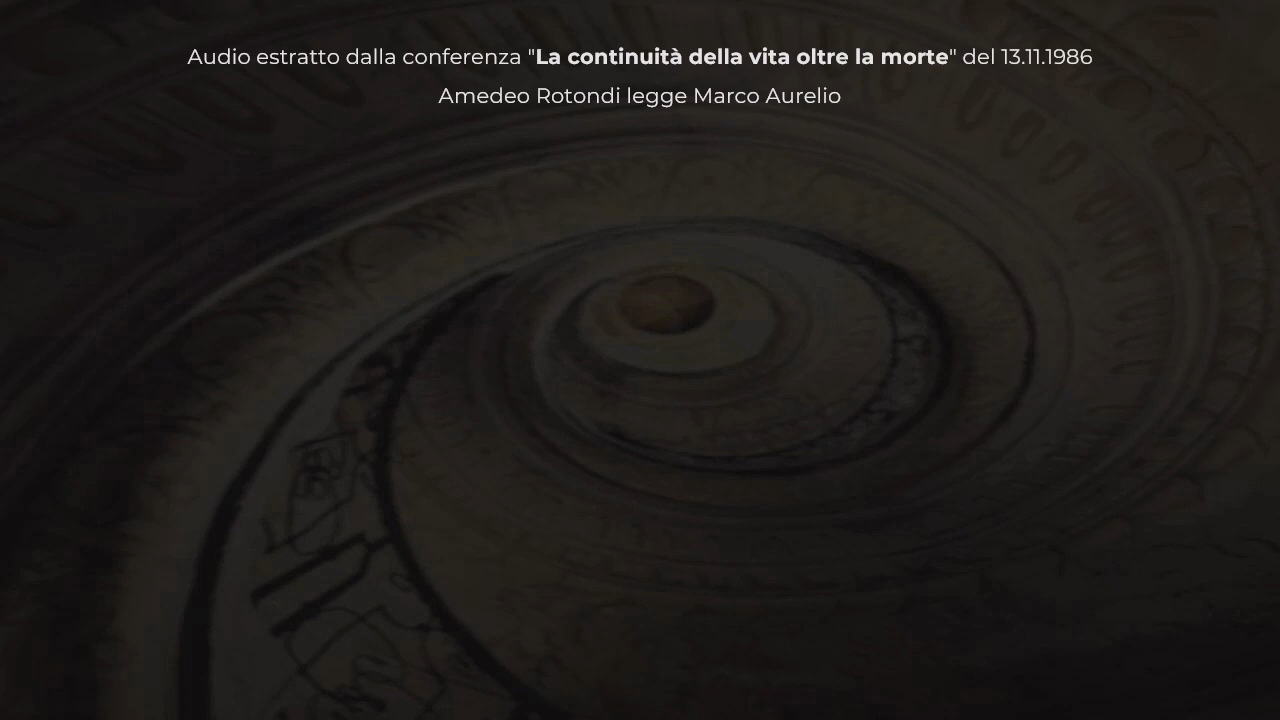 Audio estratto dalla conferenza "La continuità della vita oltre la morte" del 13.11.1986
Amedeo Rotondi legge Marco Aurelio